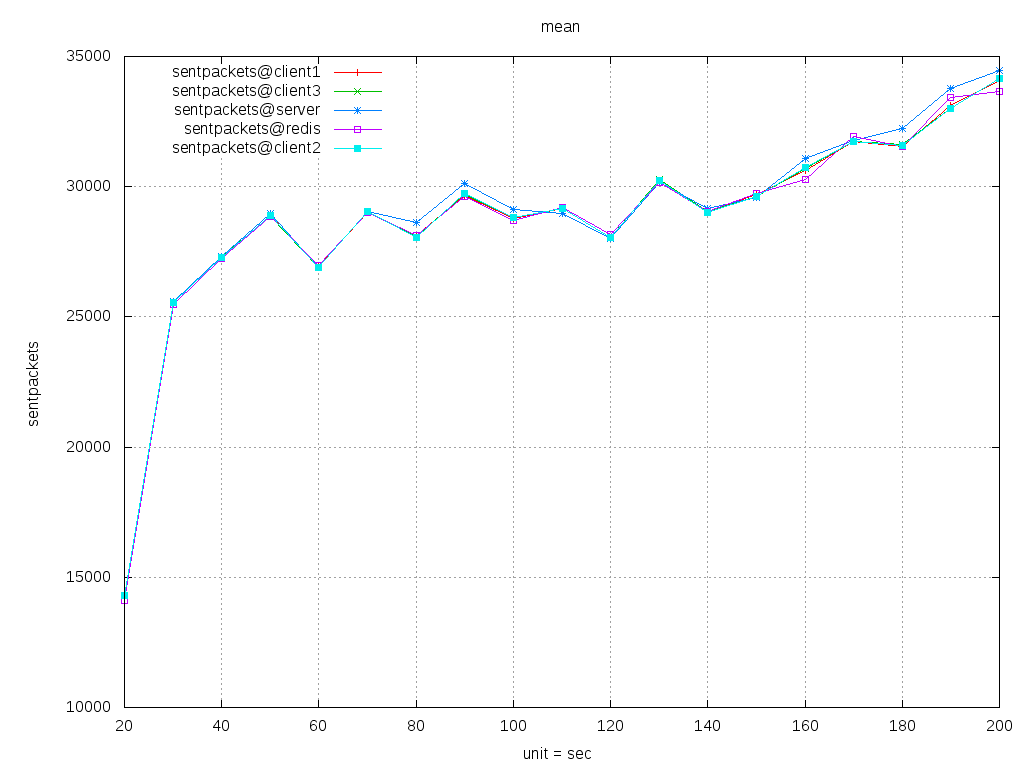 mean
35000
30000
25000
20000
15000
10000
sentpackets
sentpackets@client1
sentpackets@client3
sentpackets@server
sentpackets@redis
sentpackets@client2
20 40 60 80 100 120 140 160 180 200
unit = sec